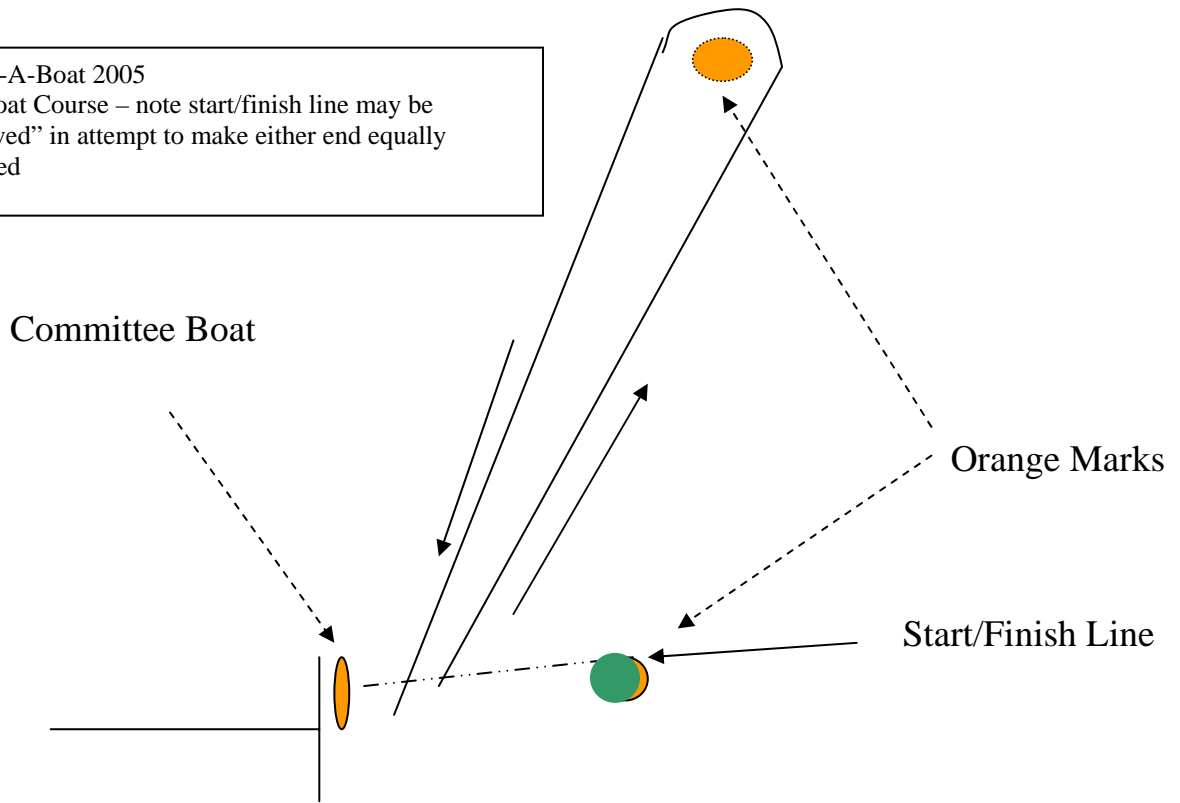 -A-Boat 2005
oat Course – note start/finish line may be
ved” in attempt to make either end equally
ed
Committee Boat
Orange Marks
Start/Finish Line